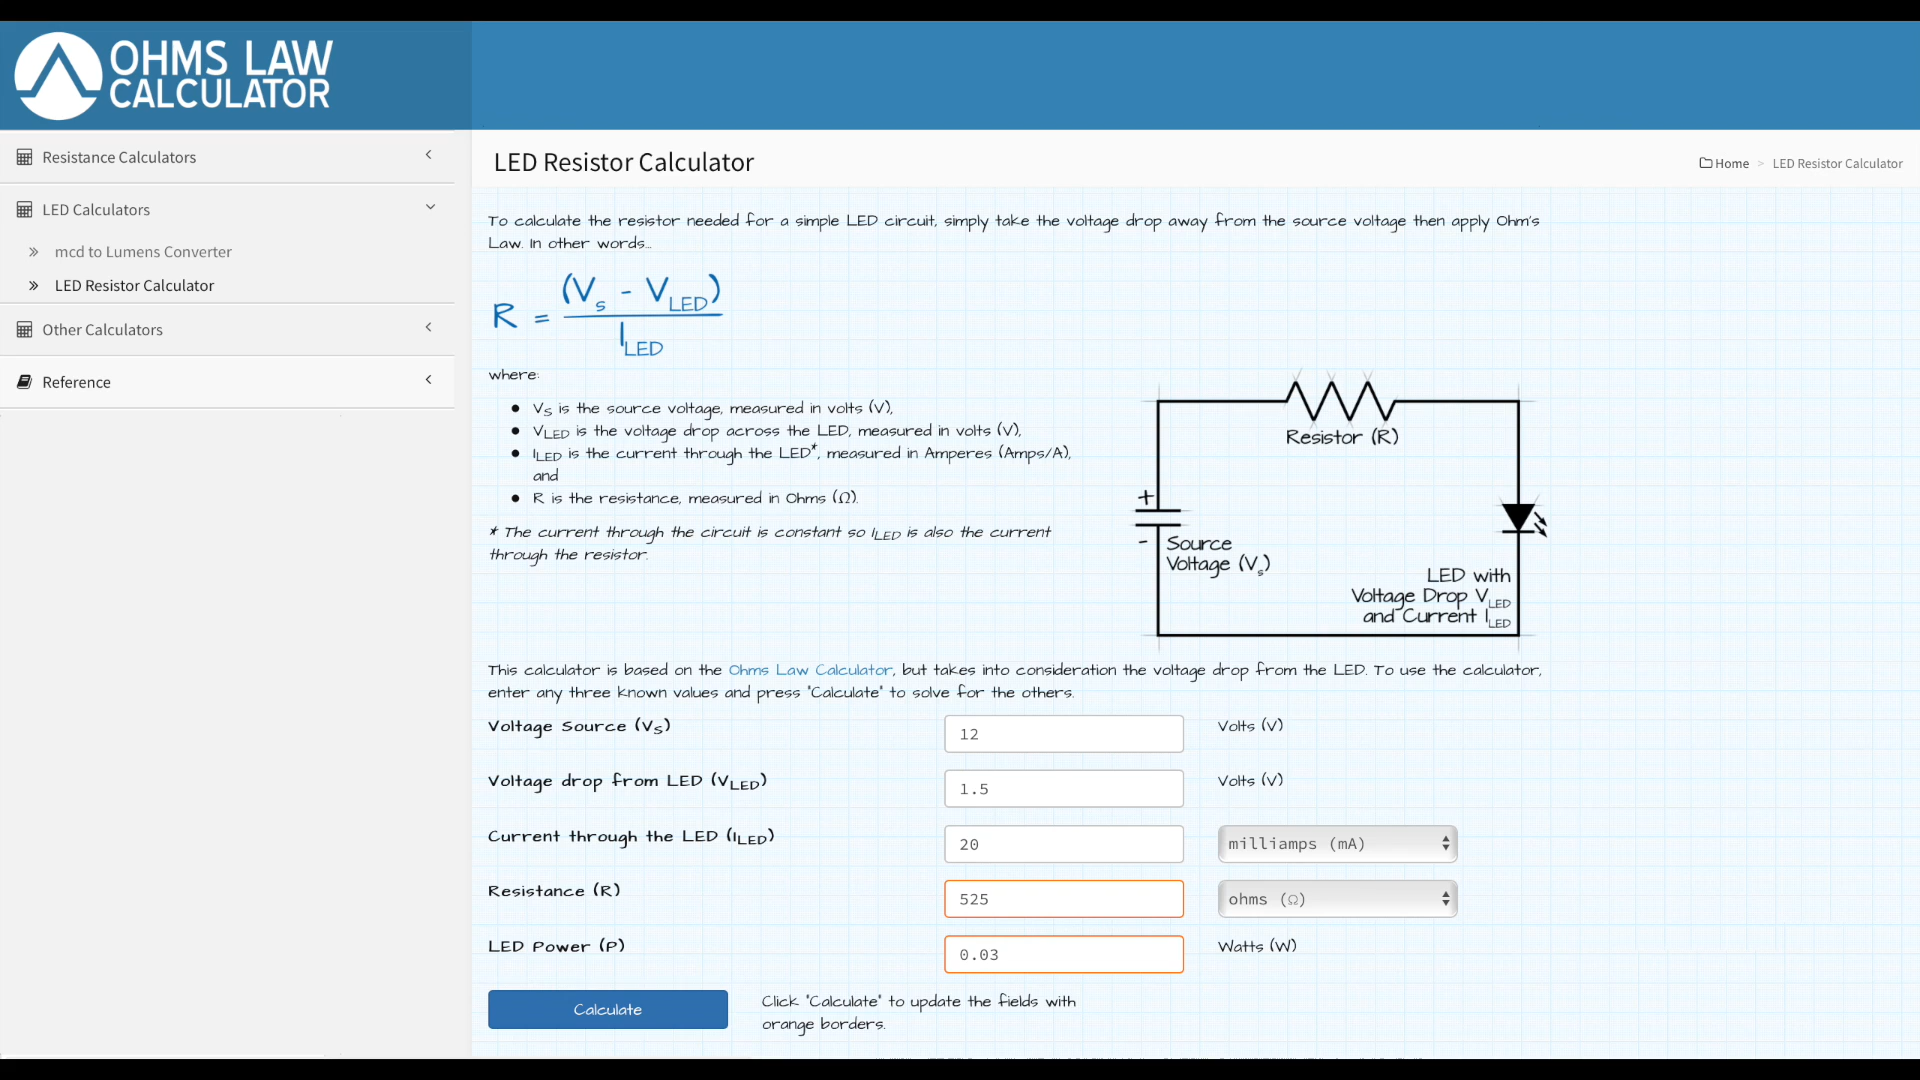 OHMS LAW
CALCULATOR
Resistance Calculators
LED Calculators
mcd to Lumens Converter
LED Resistor Calculator
Other Calculators
Reference
LED Resistor Calculator
Home > LED Resistor Calculator
To calculate the resistor needed for a simple LED circuit, simply take the voltage drop away from the source voltage then apply Ohm's
Law. In other words...
R = (Vs - VLED)
ILED
where:
• VS is the source voltage, measured in volts (V),
• VLED is the voltage drop across the LED, measured in volts (V),
• ILED is the current through the LED*, measured in Amperes (Amps/A),
and
• R is the resistance, measured in Ohms (Ω).
* The current through the circuit is constant so ILED is also the current
through the resistor.
Resistor (R)
+
-
Source
Voltage (Vs)
LED with
Voltage Drop VLED
and Current ILED
This calculator is based on the Ohms Law Calculator, but takes into consideration the voltage drop from the LED. To use the calculator,
enter any three known values and press "Calculate" to solve for the others.
Voltage Source (VS) 12 Volts (V)
Voltage drop from LED (VLED) 1.5 Volts (V)
Current through the LED (ILED) 20 milliamps (mA)
Resistance (R) 525 ohms (Ω)
LED Power (P) 0.03 Watts (W)
Calculate
Click "Calculate" to update the fields with
orange borders.